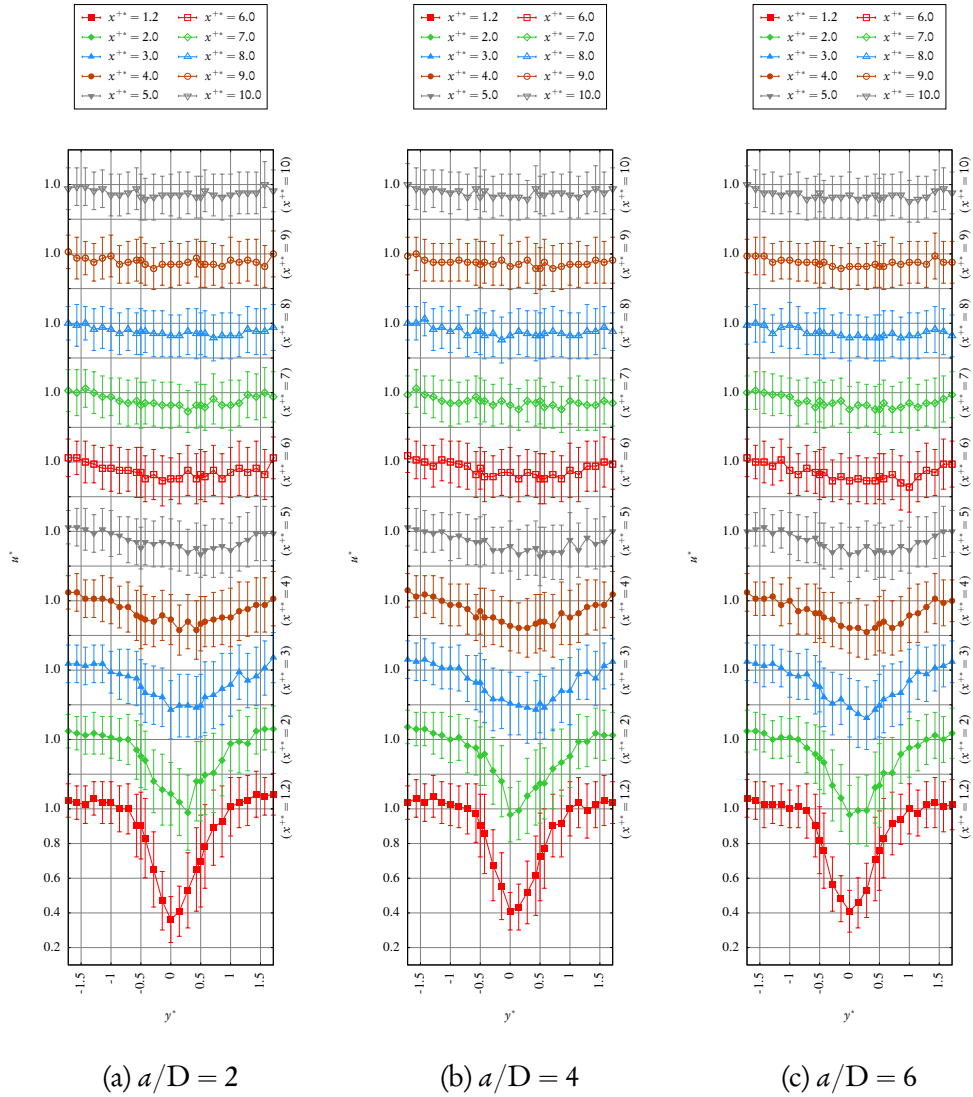 x⁺* = 1.2 x⁺* = 6.0
x⁺* = 2.0 x⁺* = 7.0
x⁺* = 3.0 x⁺* = 8.0
x⁺* = 4.0 x⁺* = 9.0
x⁺* = 5.0 x⁺* = 10.0
1.0
1.0
1.0
1.0
1.0
1.0
1.0
1.0
1.0
1.0
0.8
0.6
0.4
0.2
u*
(x⁺* = 10)
(x⁺* = 9)
(x⁺* = 8)
(x⁺* = 7)
(x⁺* = 6)
(x⁺* = 5)
(x⁺* = 4)
(x⁺* = 3)
(x⁺* = 2)
(x⁺* = 1.2)
-1.5 -1 -0.5 0 0.5 1 1.5
y*
(a) a/D = 2
x⁺* = 1.2 x⁺* = 6.0
x⁺* = 2.0 x⁺* = 7.0
x⁺* = 3.0 x⁺* = 8.0
x⁺* = 4.0 x⁺* = 9.0
x⁺* = 5.0 x⁺* = 10.0
1.0
1.0
1.0
1.0
1.0
1.0
1.0
1.0
1.0
1.0
0.8
0.6
0.4
0.2
u*
(x⁺* = 10)
(x⁺* = 9)
(x⁺* = 8)
(x⁺* = 7)
(x⁺* = 6)
(x⁺* = 5)
(x⁺* = 4)
(x⁺* = 3)
(x⁺* = 2)
(x⁺* = 1.2)
-1.5 -1 -0.5 0 0.5 1 1.5
y*
(b) a/D = 4
x⁺* = 1.2 x⁺* = 6.0
x⁺* = 2.0 x⁺* = 7.0
x⁺* = 3.0 x⁺* = 8.0
x⁺* = 4.0 x⁺* = 9.0
x⁺* = 5.0 x⁺* = 10.0
1.0
1.0
1.0
1.0
1.0
1.0
1.0
1.0
1.0
1.0
0.8
0.6
0.4
0.2
u*
(x⁺* = 10)
(x⁺* = 9)
(x⁺* = 8)
(x⁺* = 7)
(x⁺* = 6)
(x⁺* = 5)
(x⁺* = 4)
(x⁺* = 3)
(x⁺* = 2)
(x⁺* = 1.2)
-1.5 -1 -0.5 0 0.5 1 1.5
y*
(c) a/D = 6